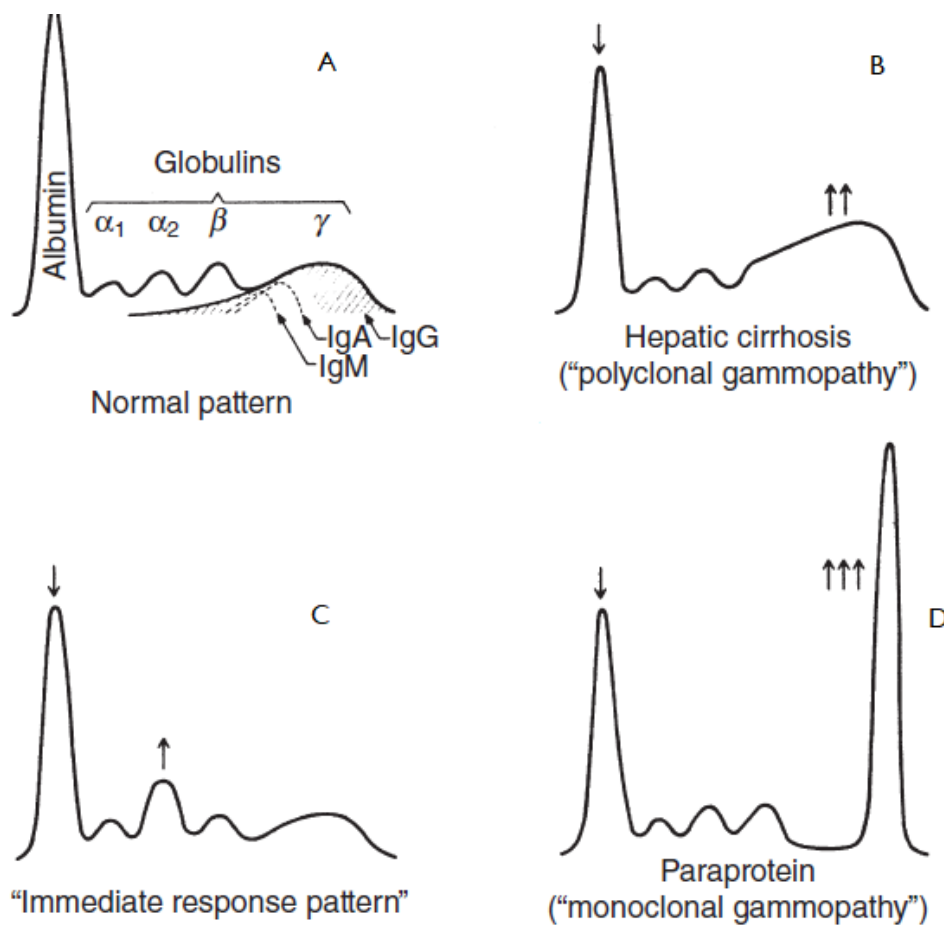 A
Albumin
Globulins
α1 α2 β γ
IgA IgG
IgM
Normal pattern
B
Hepatic cirrhosis
(“polyclonal gammopathy”)
C
“Immediate response pattern”
D
Paraprotein
(“monoclonal gammopathy”)